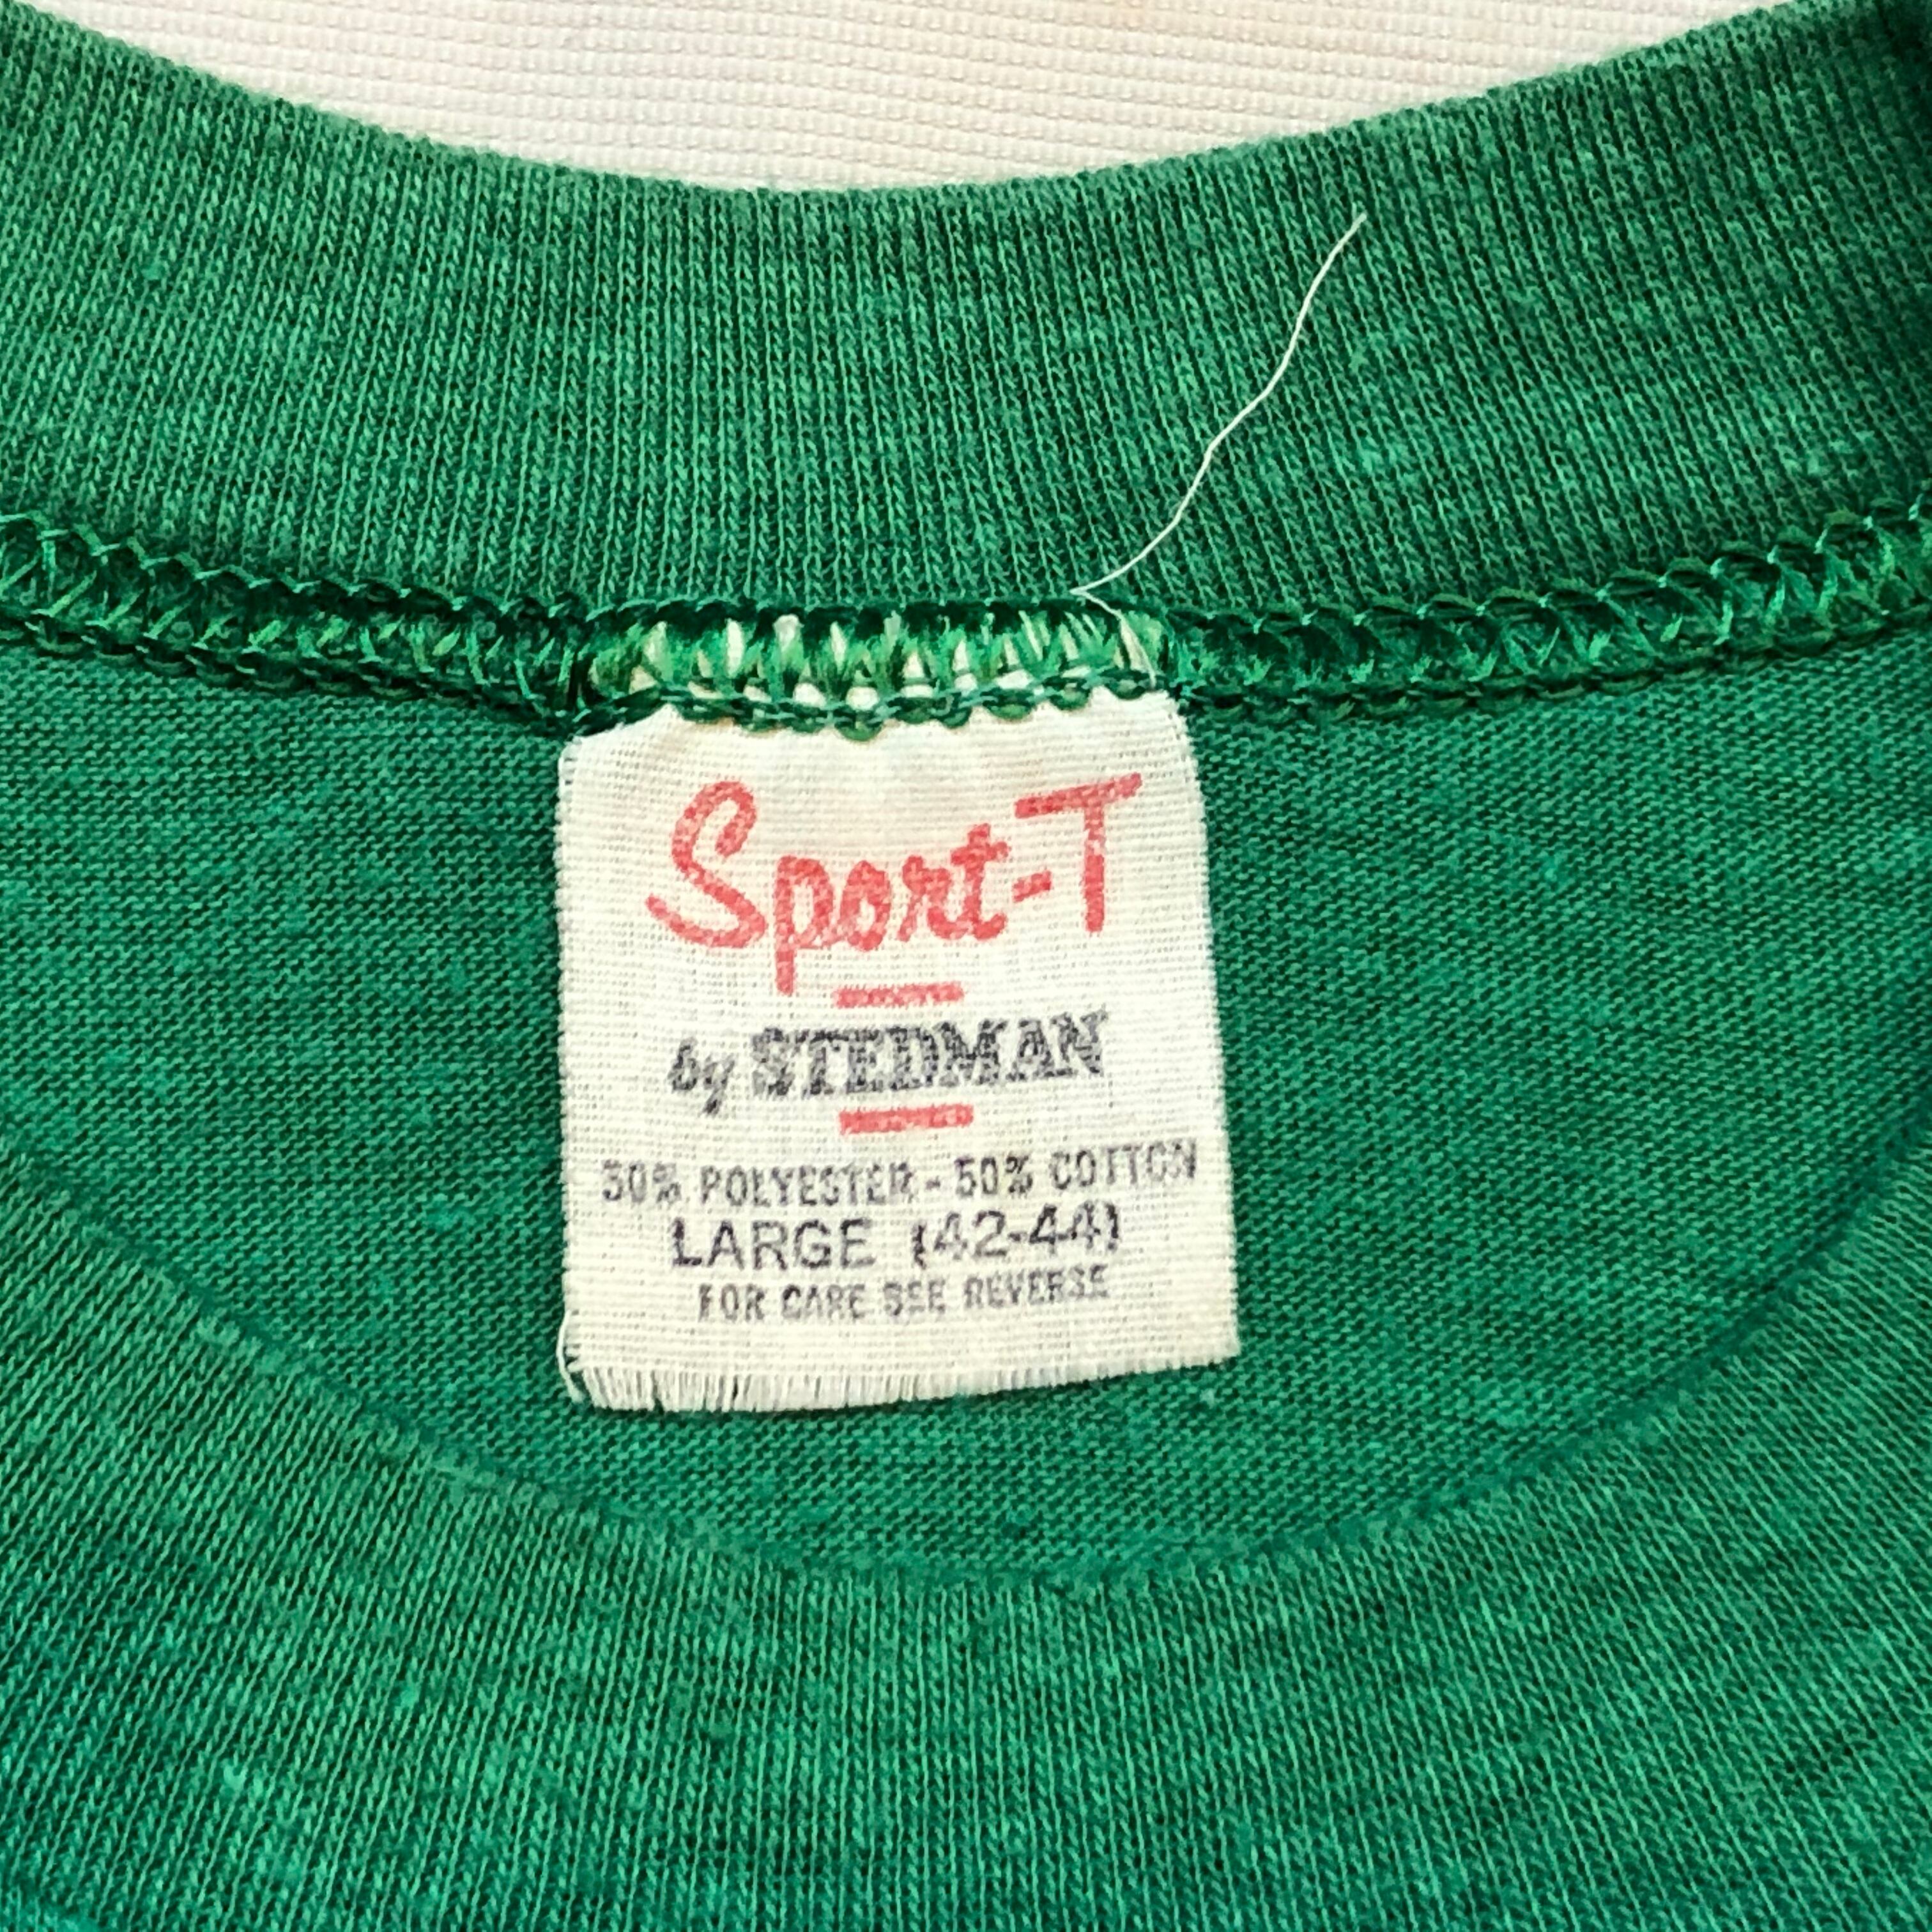 Sport-T
by STEDMAN
50% POLYESTER - 50% COTTON
LARGE (42-44)
FOR CARE SEE REVERSE